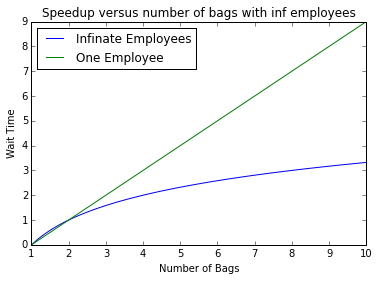 Speedup versus number of bags with inf employees
Infinate Employees
One Employee
Wait Time
9
8
7
6
5
4
3
2
1
0
1 2 3 4 5 6 7 8 9 10
Number of Bags